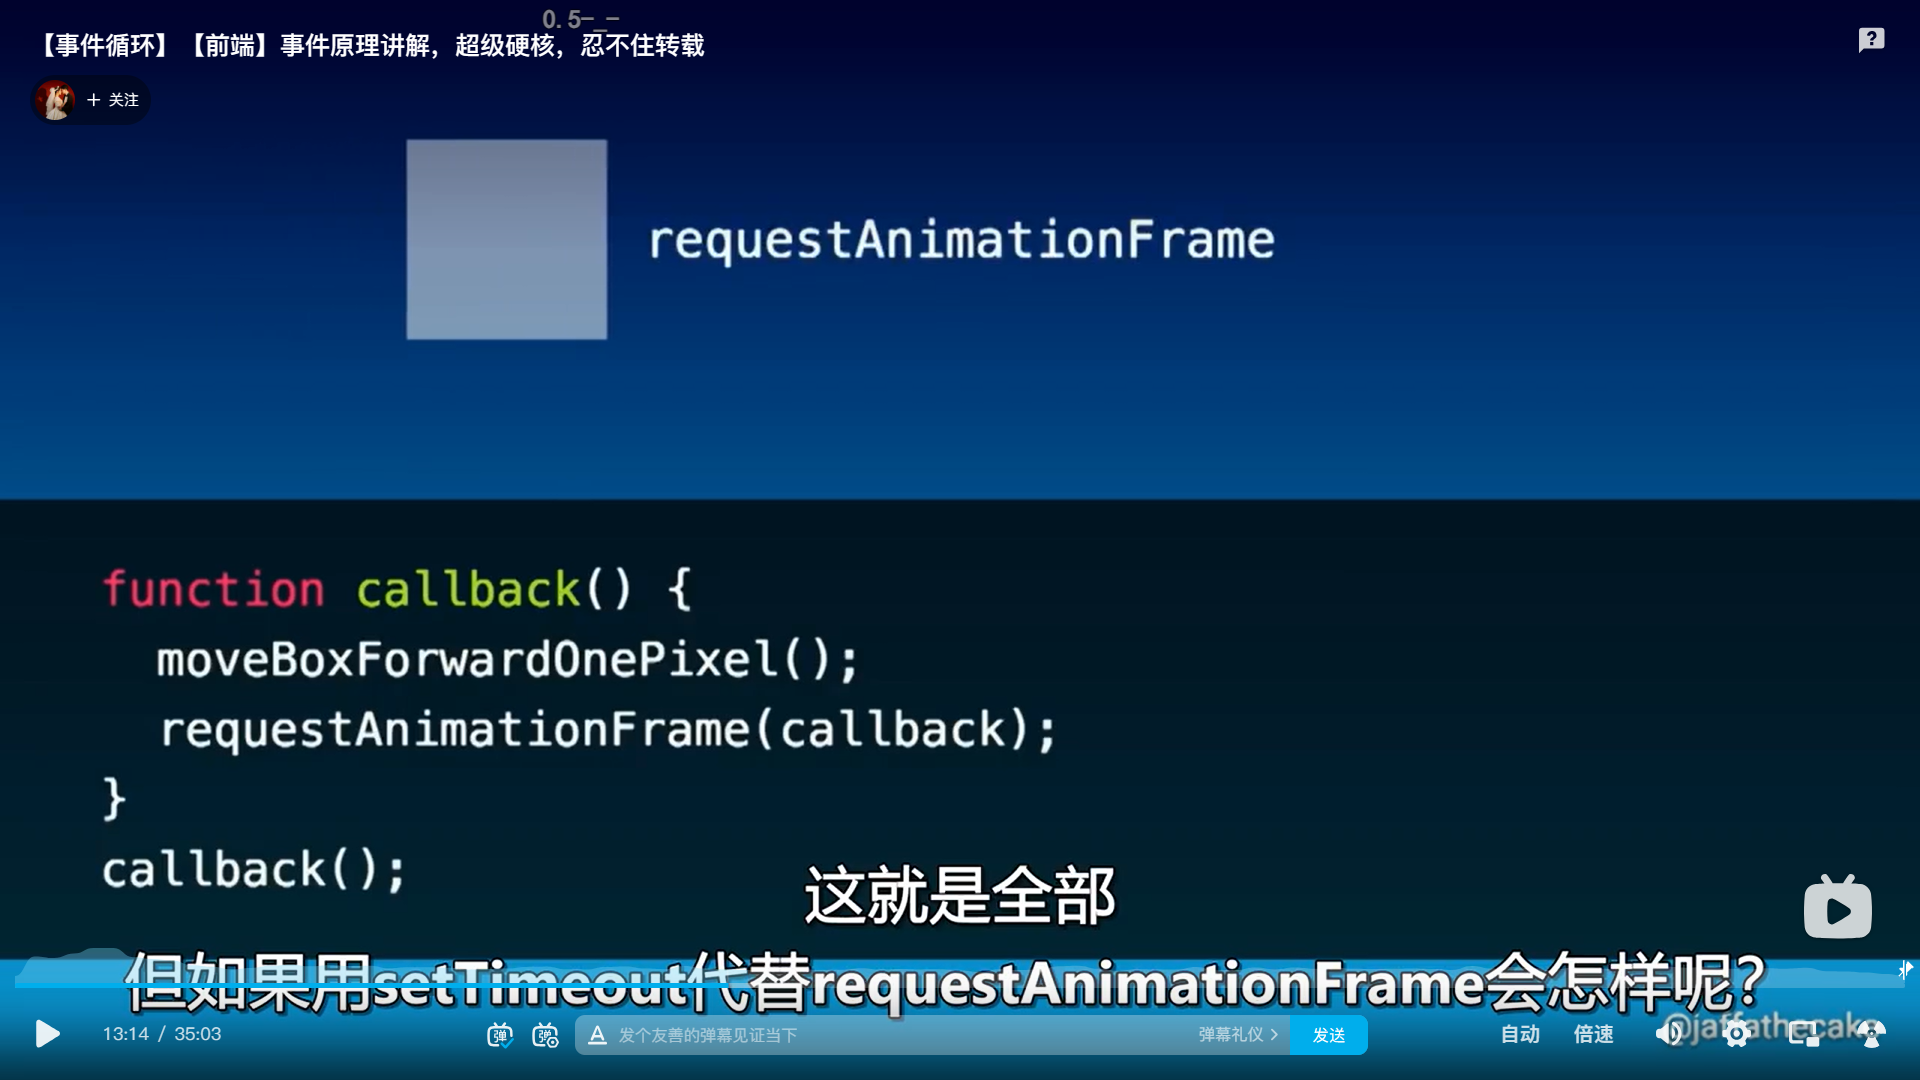 0.5—_—
【事件循环】【前端】事件原理讲解，超级硬核，忍不住转载
关注
requestAnimationFrame
function callback() {
moveBoxForwardOnePixel();
requestAnimationFrame(callback);
}
callback();
这就是全部
但如果用setTimeout代替requestAnimationFrame会怎样呢?
13:14 / 35:03
弹 弹 A 发个友善的弹幕见证当下 弹幕礼仪 > 发送 自动 倍速
@jaffathecake